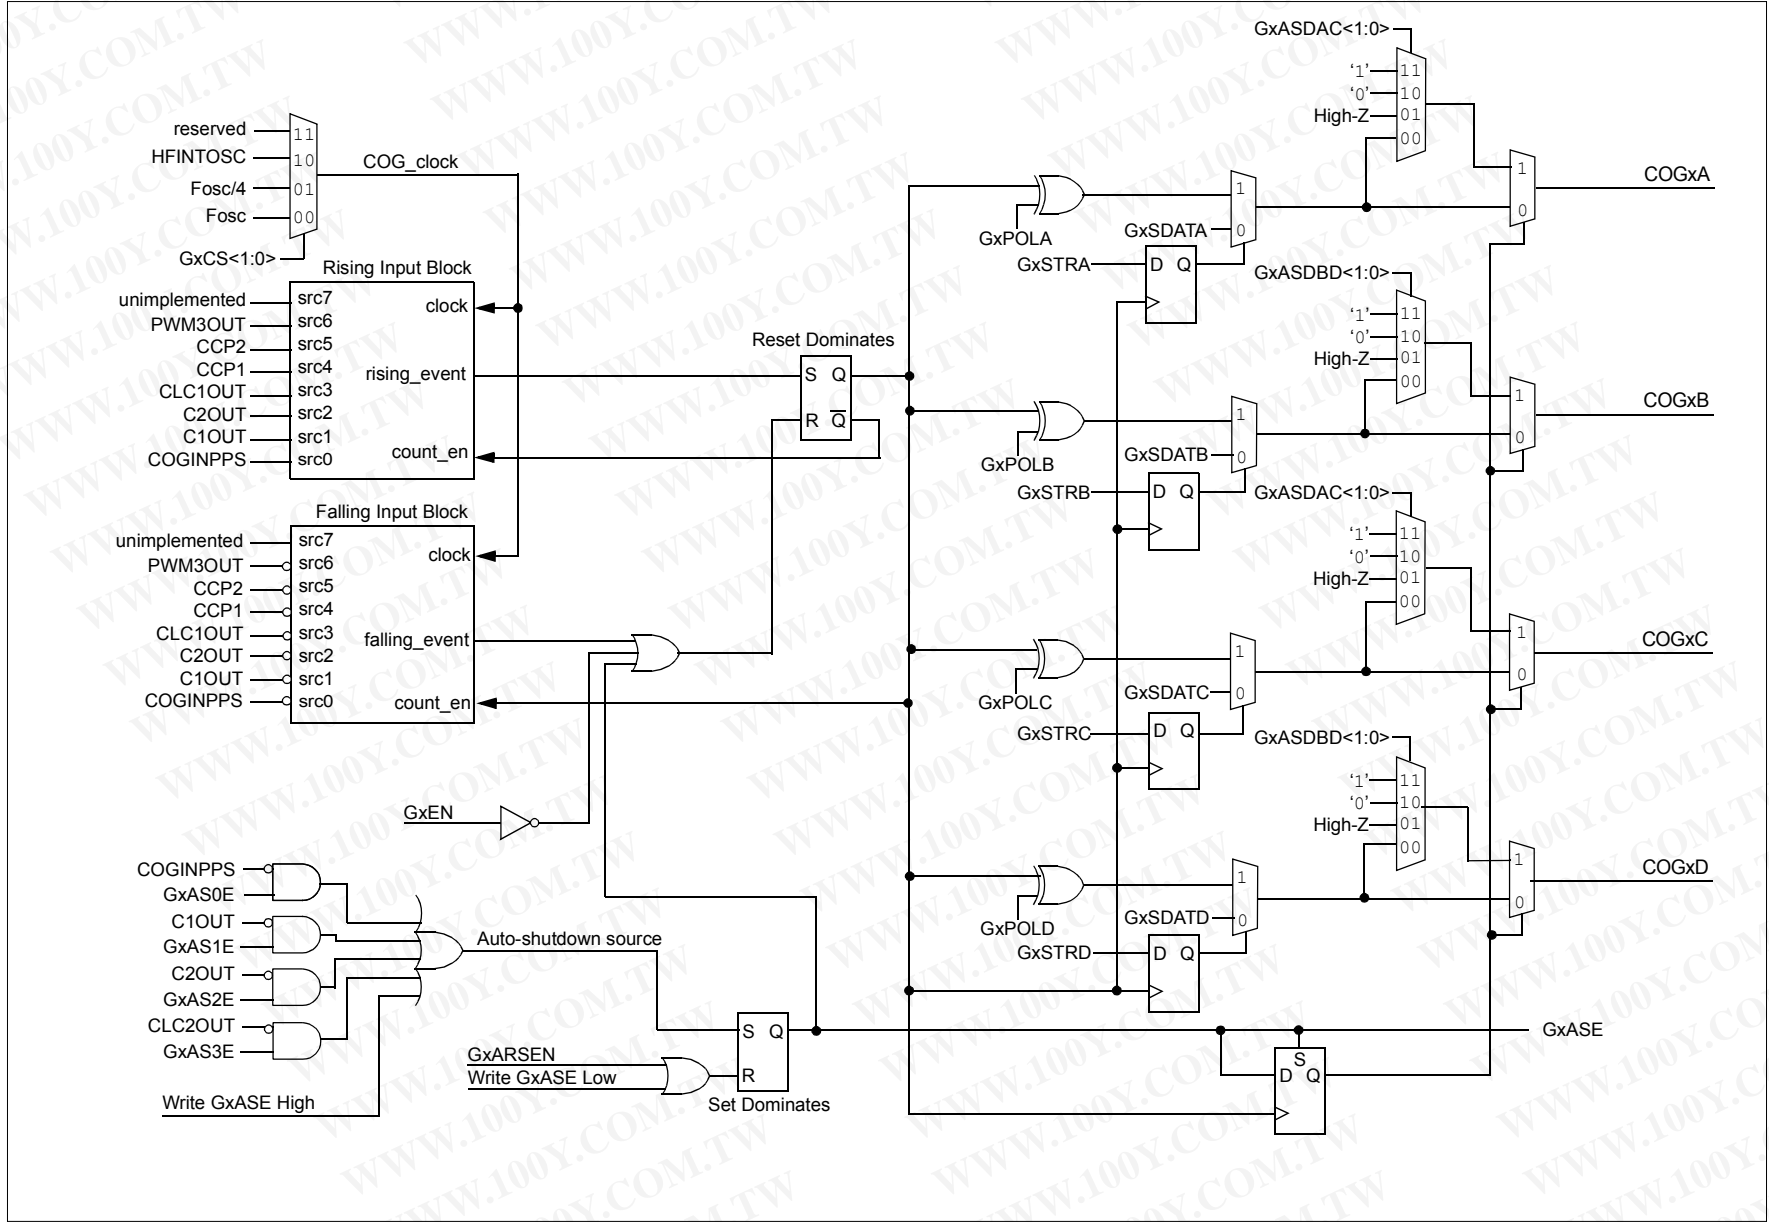 GxASDAC<1:0>
'1' 11
'0' 10
High-Z 01
00
reserved 11
HFINTOSC 10
Fosc/4 01
Fosc 00
GxCS<1:0>
COG_clock
Rising Input Block
unimplemented src7
PWM3OUT src6
CCP2 src5
CCP1 src4
CLC1OUT src3
C2OUT src2
C1OUT src1
COGINPPS src0
clock
rising_event
count_en
Falling Input Block
unimplemented src7
PWM3OUT src6
CCP2 src5
CCP1 src4
CLC1OUT src3
C2OUT src2
C1OUT src1
COGINPPS src0
clock
falling_event
count_en
Reset Dominates
S Q
R Q
GxEN
COGINPPS
GxAS0E
C1OUT
GxAS1E
C2OUT
GxAS2E
CLC2OUT
GxAS3E
Write GxASE High
Auto-shutdown source
GxARSEN
Write GxASE Low
S Q
R
Set Dominates
GxPOLA
1
GxSDATA 0
GxSTRA D Q
1
0
COGxA
GxASDBD<1:0>
'1' 11
'0' 10
High-Z 01
00
GxPOLB
1
GxSDATB 0
GxSTRB D Q
1
0
COGxB
GxASDAC<1:0>
'1' 11
'0' 10
High-Z 01
00
GxPOLC
1
GxSDATC 0
GxSTRC D Q
1
0
COGxC
GxASDBD<1:0>
'1' 11
'0' 10
High-Z 01
00
GxPOLD
1
GxSDATD 0
GxSTRD D Q
1
0
COGxD
GxASE
S
D Q
WWW.100Y.COM.TW